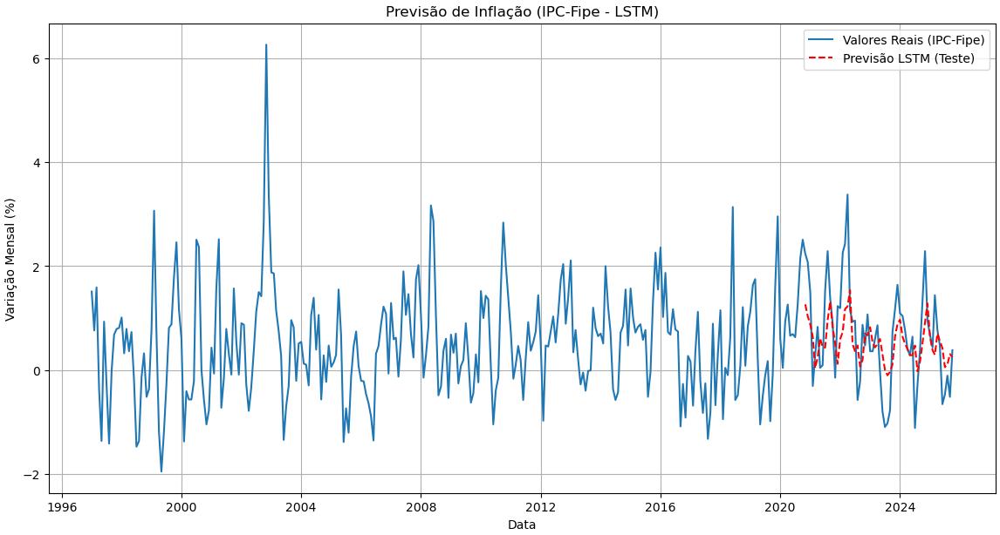 Previsão de Inflação (IPC-Fipe - LSTM)
Valores Reais (IPC-Fipe)
Previsão LSTM (Teste)
Variação Mensal (%)
6
4
2
0
−2
1996
2000
2004
2008
2012
2016
2020
2024
Data